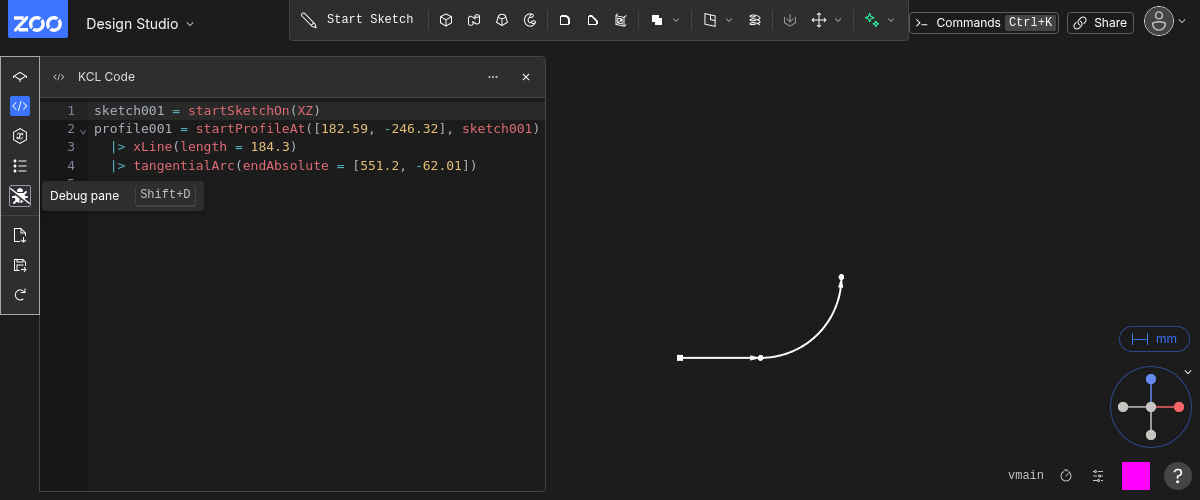 ZOO
Design Studio
Start Sketch
Commands Ctrl+K
Share
KCL Code
1 sketch001 = startSketchOn(XZ)
2 profile001 = startProfileAt([182.59, -246.32], sketch001)
3 |> xLine(length = 184.3)
4 |> tangentialArc(endAbsolute = [551.2, -62.01])
Debug pane Shift+D
mm
vmain
?